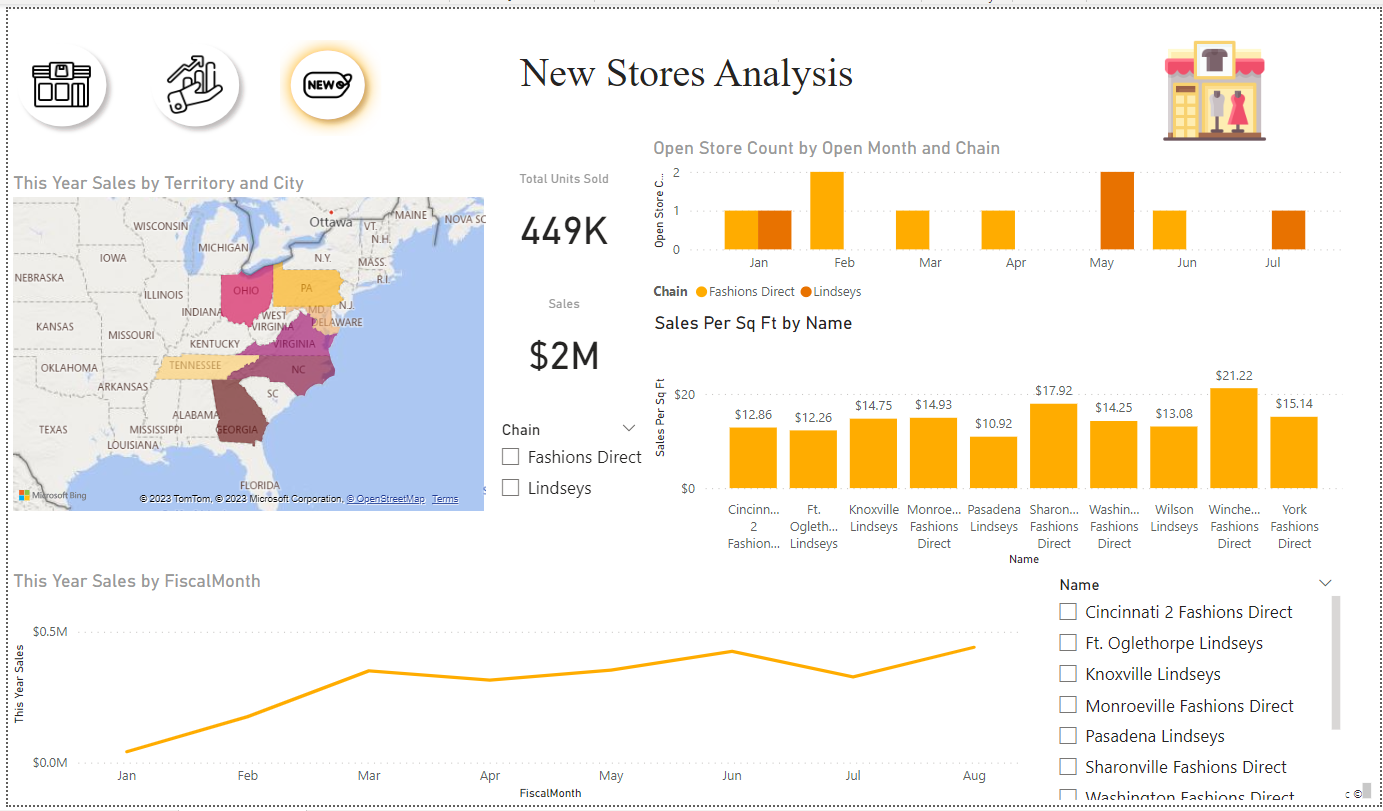 NEW
New Stores Analysis
This Year Sales by Territory and City
WISCONSIN
Ottawa
MAINE
NOVA SC
VT.
N.H.
MICHIGAN
N.Y.
MASS.
R.I.
IOWA
NEBRASKA
OHIO
PA
ILLINOIS
INDIANA
N.J.
MD.
DELAWARE
WEST
VIRGINIA
KANSAS
MISSOURI
KENTUCKY
VIRGINIA
TENNESSEE
NC
OKLAHOMA
ARKANSAS
SC
ALABAMA
MISSISSIPPI
GEORGIA
TEXAS
LOUISIANA
FLORIDA
Microsoft Bing
© 2023 TomTom, © 2023 Microsoft Corporation, © OpenStreetMap Terms
Total Units Sold
449K
Sales
$2M
Chain
Fashions Direct
Lindseys
Open Store Count by Open Month and Chain
Open Store C...
2
1
0
Jan Feb Mar Apr May Jun Jul
Chain Fashions Direct Lindseys
Sales Per Sq Ft by Name
Sales Per Sq Ft
$20
$0
$12.86 $12.26 $14.75 $14.93 $10.92 $17.92 $14.25 $13.08 $21.22 $15.14
Cincinn... Ft. Knoxville Monroe... Pasadena Sharon... Washin... Wilson Winche... York
2 Ogleth... Lindseys Fashions Lindseys Fashions Fashions Lindseys Fashions Fashions
Fashion... Lindseys Direct Direct Direct Direct Direct
Name
This Year Sales by FiscalMonth
This Year Sales
$0.5M
$0.0M
Jan Feb Mar Apr May Jun Jul Aug
FiscalMonth
Name
Cincinnati 2 Fashions Direct
Ft. Oglethorpe Lindseys
Knoxville Lindseys
Monroeville Fashions Direct
Pasadena Lindseys
Sharonville Fashions Direct
Washington Fashions Direct
c ©